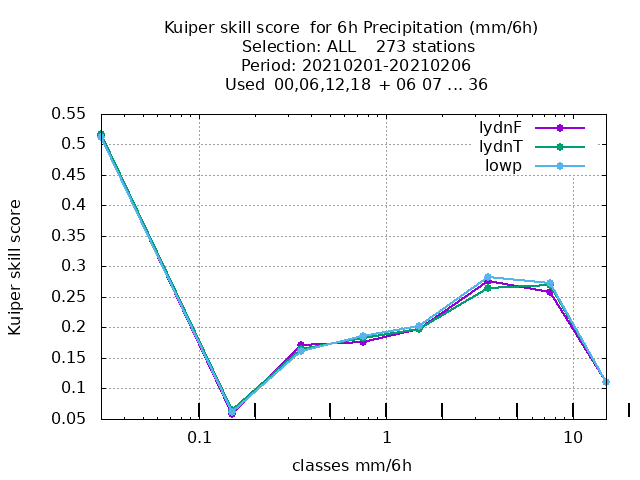 Kuiper skill score  for 6h Precipitation (mm/6h)
Selection: ALL    273 stations
Period: 20210201-20210206
Used  00,06,12,18  + 06 07 ... 36
lydnF
lydnT
lowp
0.55
0.5
0.45
0.4
0.35
0.3
0.25
0.2
0.15
0.1
0.05
Kuiper skill score
0.1
1
10
classes mm/6h